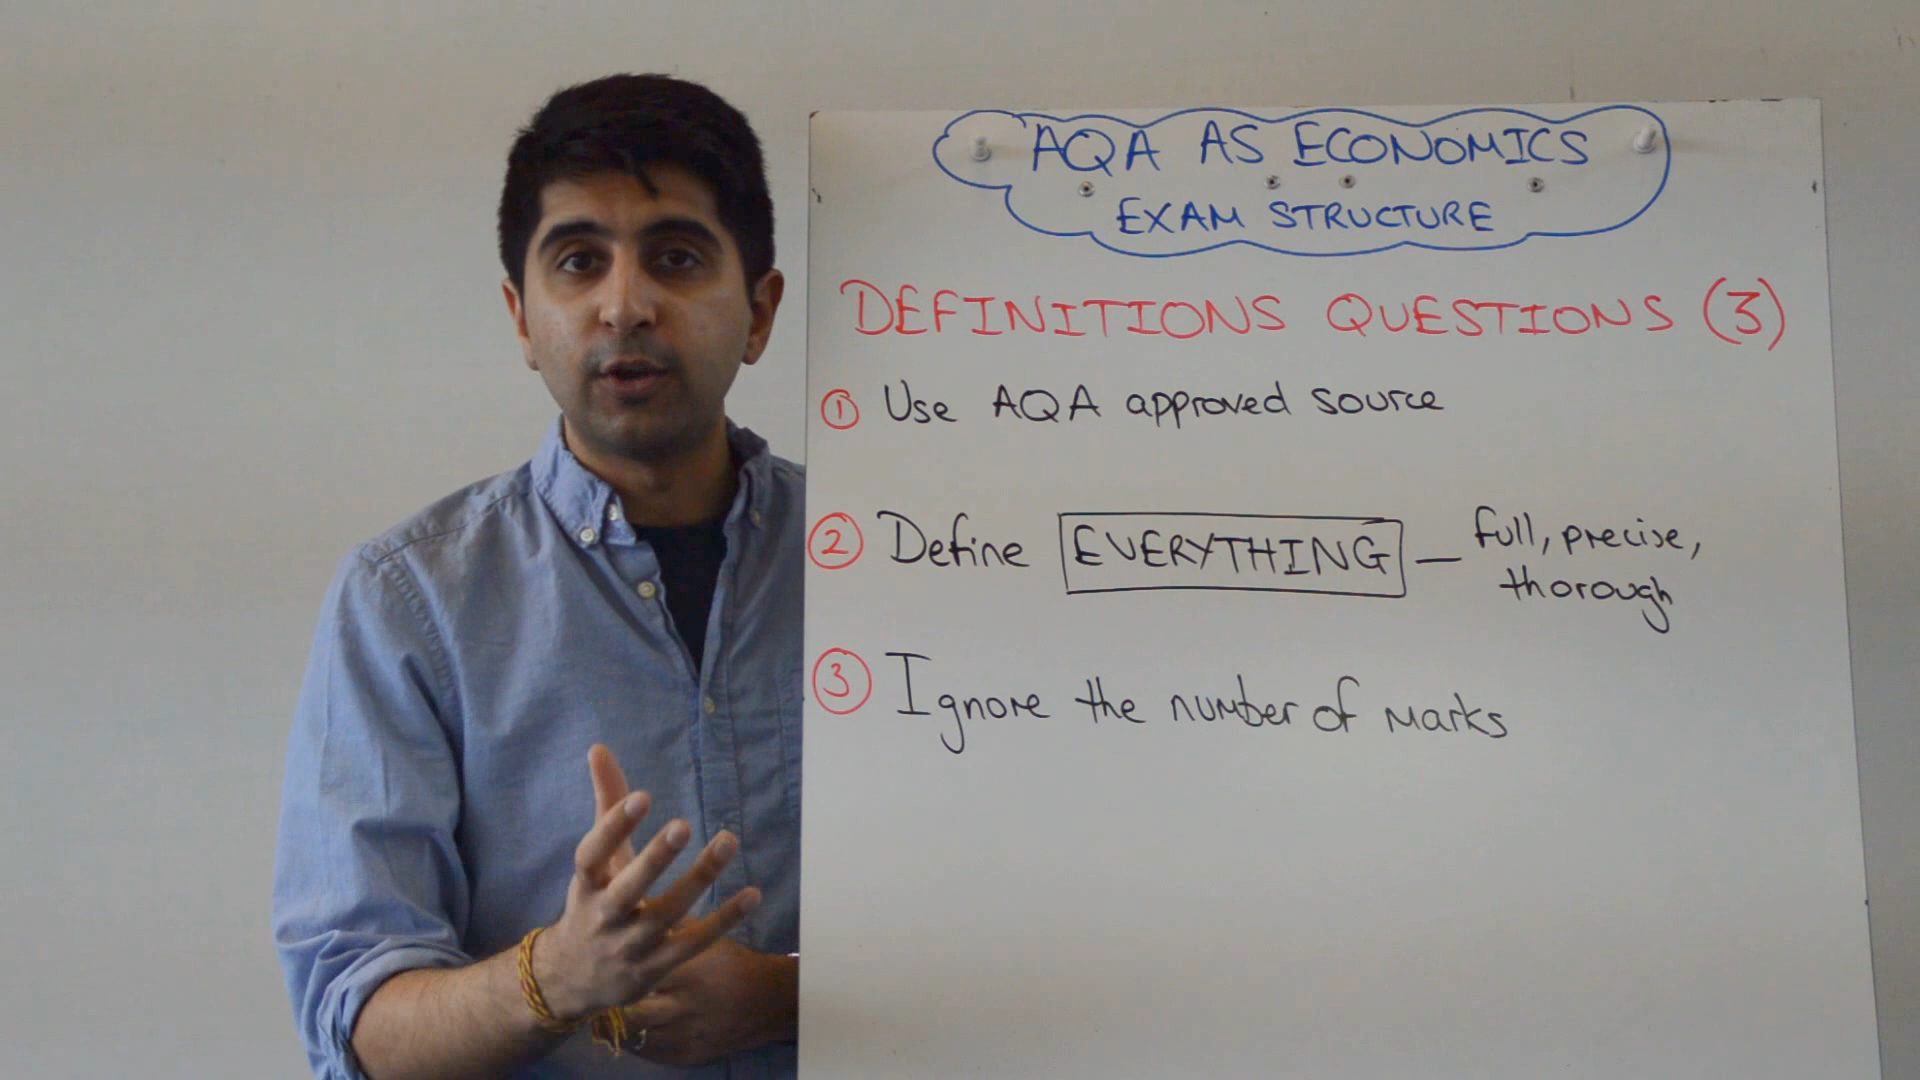 AQA AS ECONOMICS
EXAM STRUCTURE
DEFINITIONS QUESTIONS (3)
1 Use AQA approved source
2 Define EVERYTHING – full, precise,
thorough
3 Ignore the number of marks